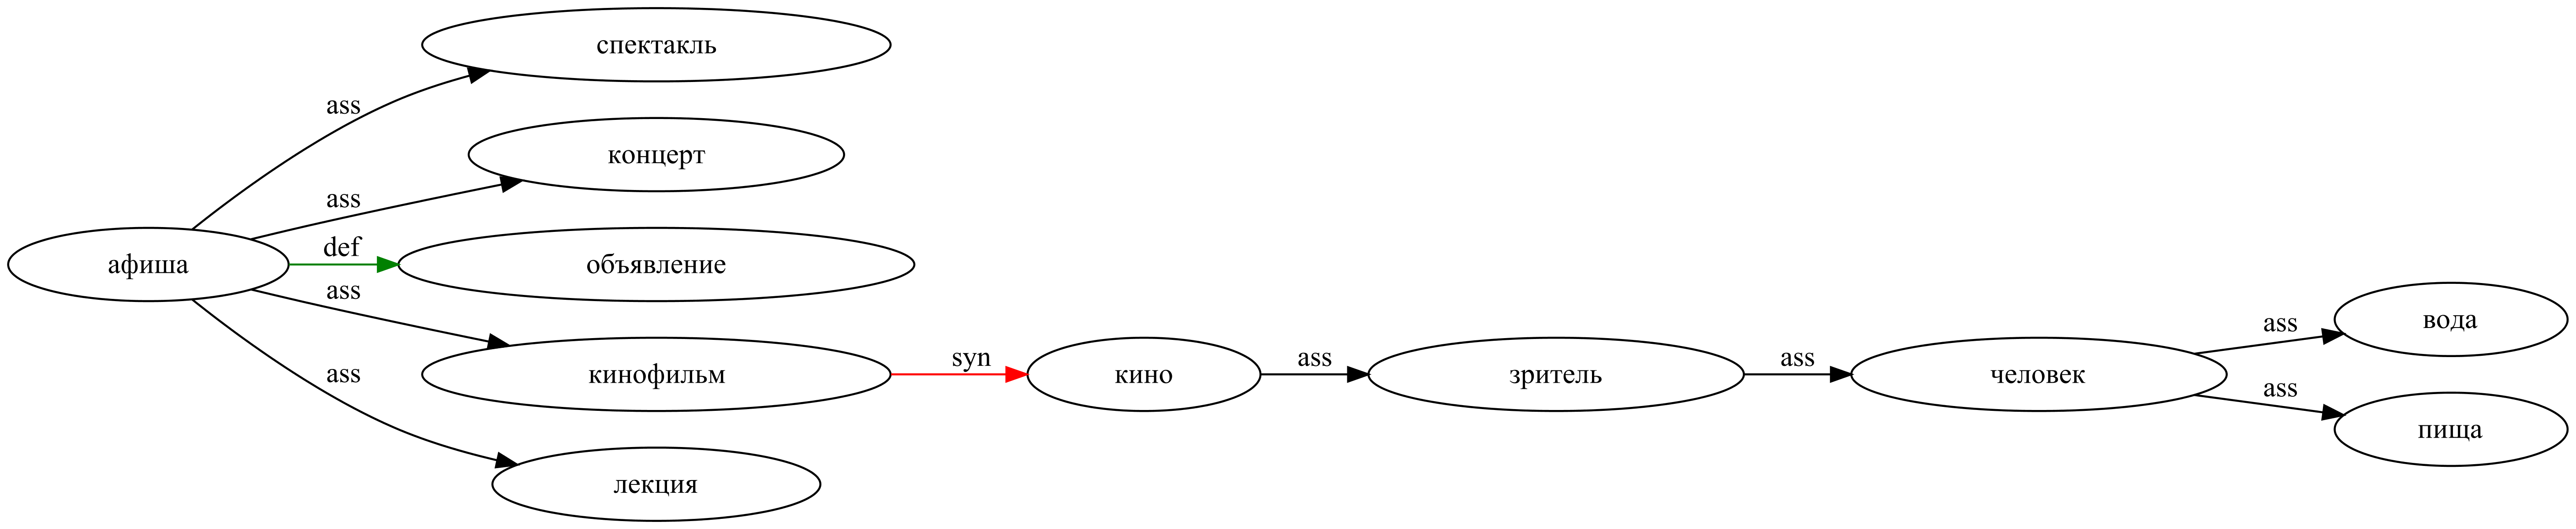 спектакль
ass
концерт
ass
def
афиша
объявление
ass
ass
кинофильм
syn
кино
ass
зритель
ass
человек
ass
вода
ass
пища
лекция